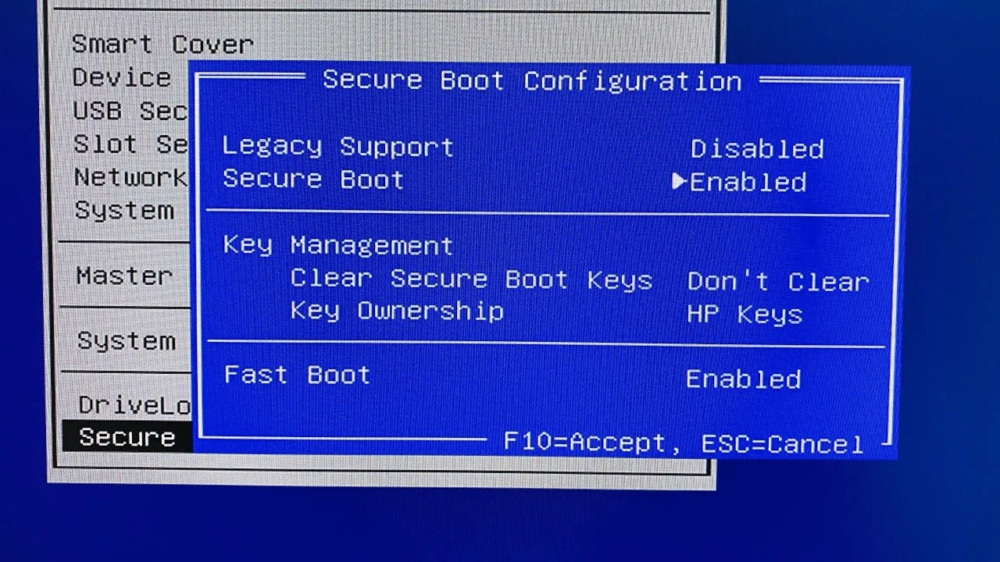 Smart Cover
Device
USB Sec
Slot Se
Network
System
Master
System
DriveLo
Secure
Secure Boot Configuration
Legacy Support Disabled
Secure Boot ►Enabled
Key Management
Clear Secure Boot Keys Don't Clear
Key Ownership HP Keys
Fast Boot Enabled
F10=Accept, ESC=Cancel